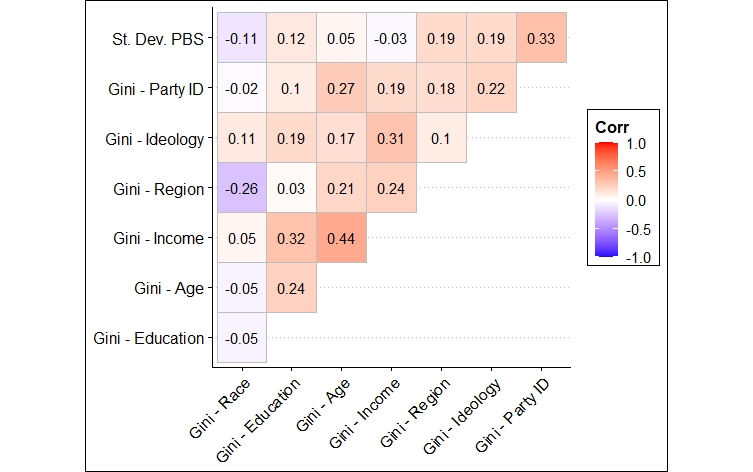 St. Dev. PBS -0.11 0.12 0.05 -0.03 0.19 0.19 0.33
Gini - Party ID -0.02 0.1 0.27 0.19 0.18 0.22
Gini - Ideology 0.11 0.19 0.17 0.31 0.1
Gini - Region -0.26 0.03 0.21 0.24
Gini - Income 0.05 0.32 0.44
Gini - Age -0.05 0.24
Gini - Education -0.05
Gini - Race
Gini - Education
Gini - Age
Gini - Income
Gini - Region
Gini - Ideology
Gini - Party ID
Corr
1.0
0.5
0.0
-0.5
-1.0